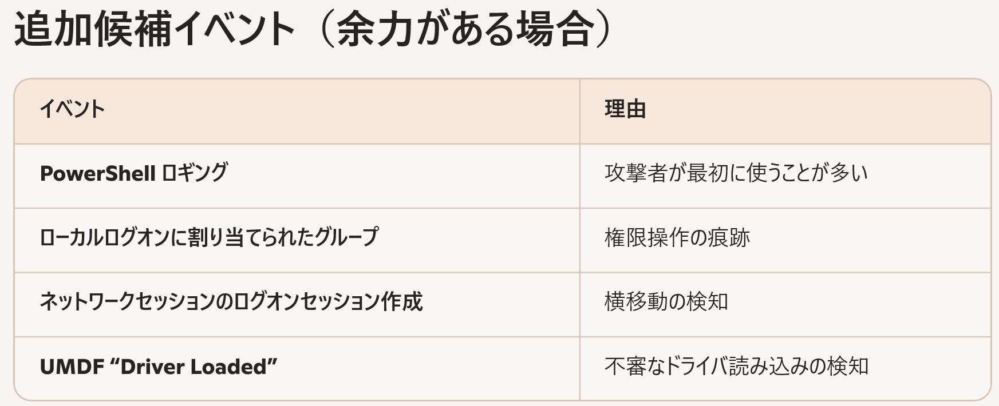 追加候補イベント（余力がある場合）
イベント
理由
PowerShell ロギング
攻撃者が最初に使うことが多い
ローカルログオンに割り当てられたグループ
権限操作の痕跡
ネットワークセッションのログオンセッション作成
横移動の検知
UMDF “Driver Loaded”
不審なドライバ読み込みの検知